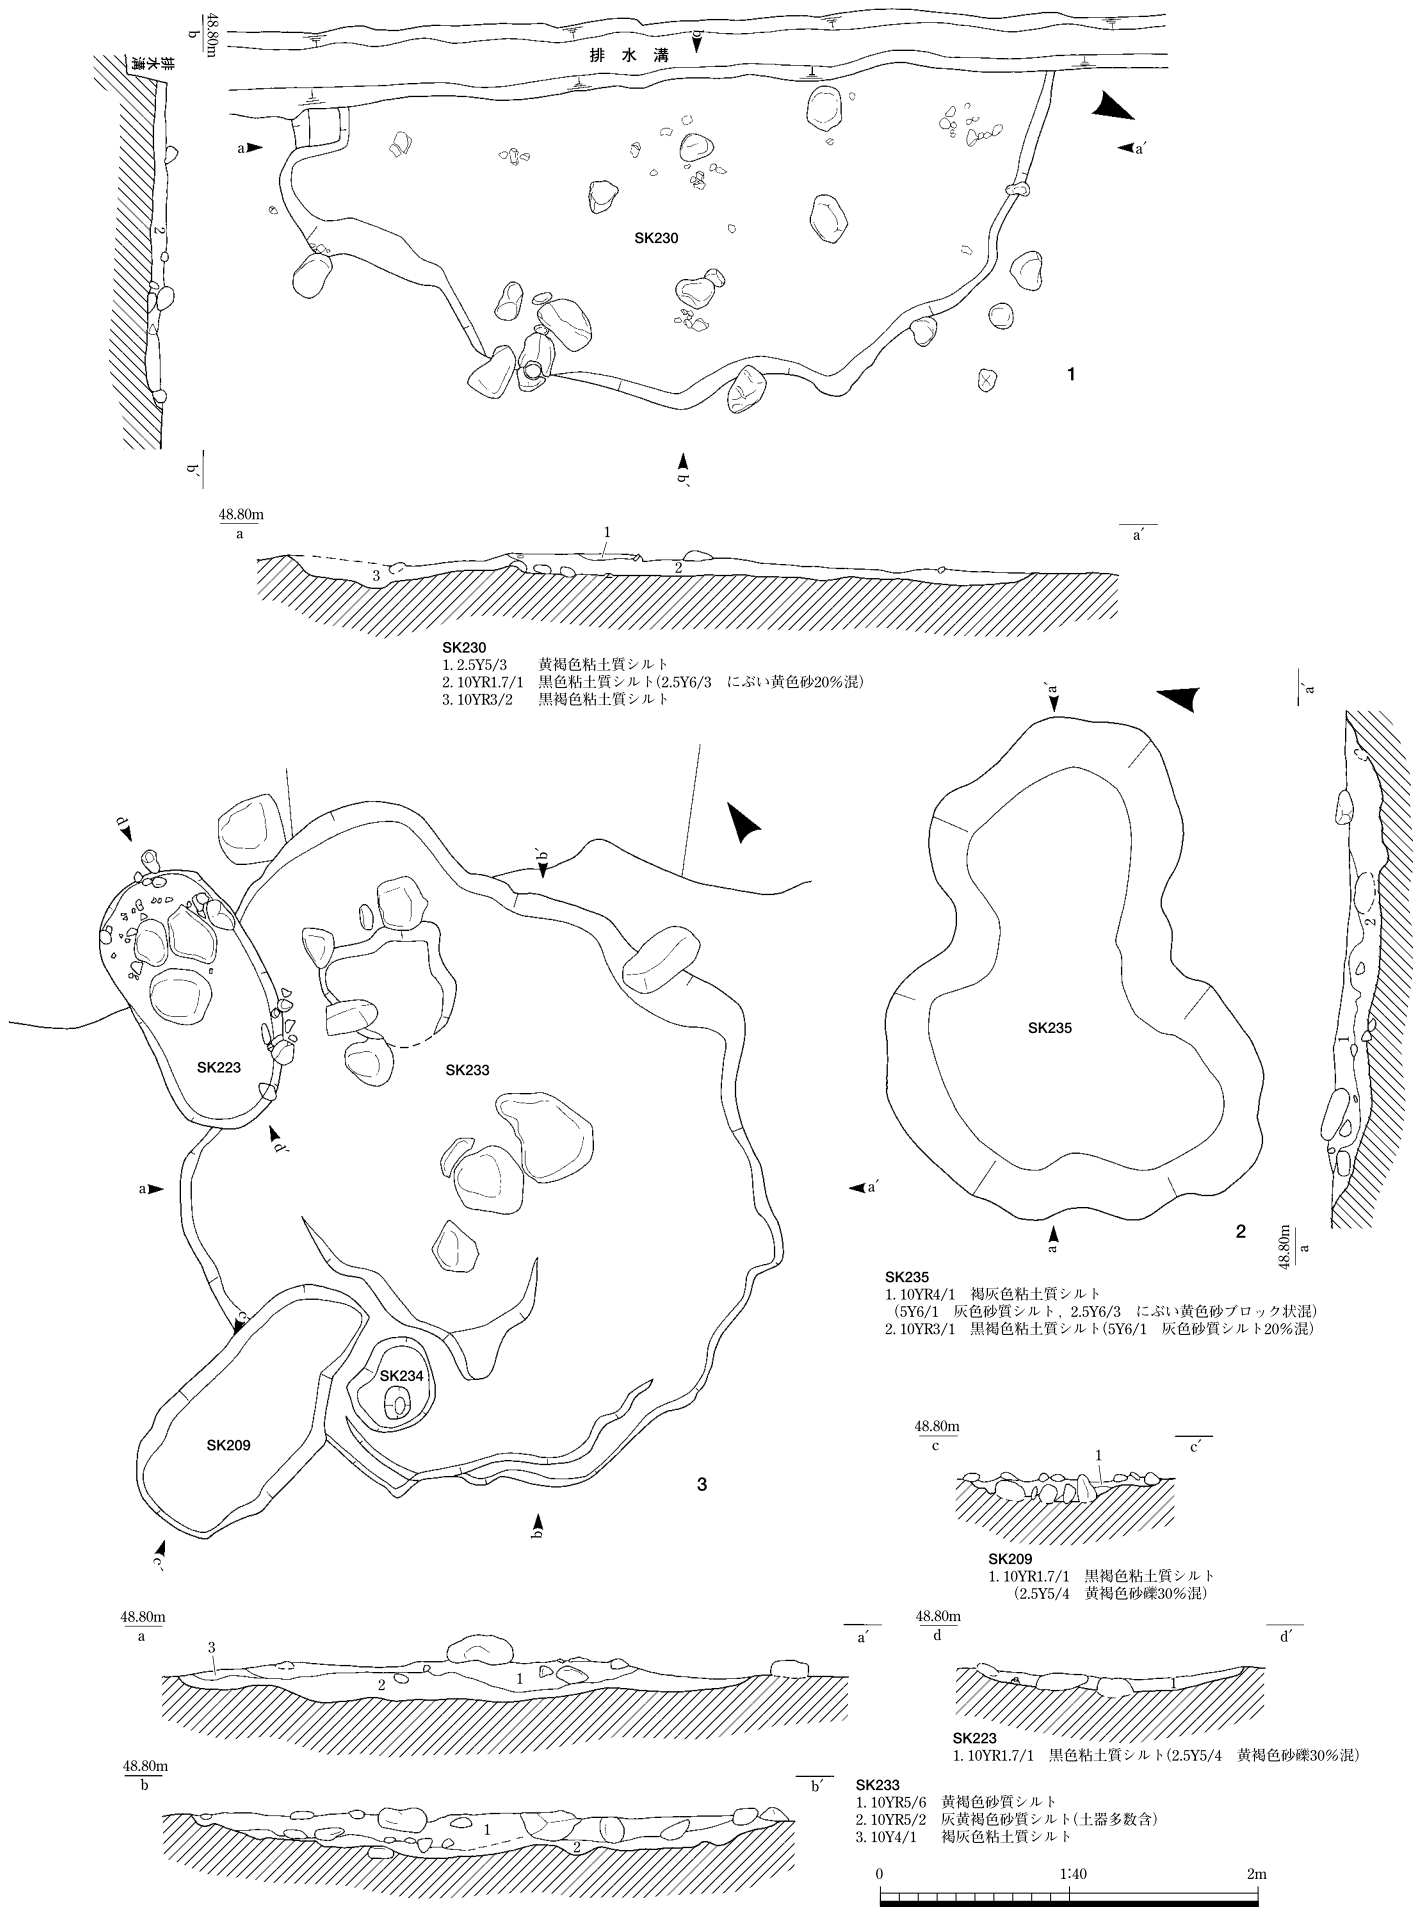 48.80m
b
排水溝
排水溝
b
a
a´
2
SK230
1
b´
b´
48.80m
a
a´
1
2
3
SK230
1. 2.5Y5/3　黄褐色粘土質シルト
2. 10YR1.7/1　黒色粘土質シルト(2.5Y6/3　にぶい黄色砂20%混)
3. 10YR3/2　黒褐色粘土質シルト
a´
a´
d
b´
SK223
SK233
d´
a
a´
c
SK234
SK209
3
c´
b
SK235
2
1
a
2
48.80m
a
SK235
1. 10YR4/1　褐灰色粘土質シルト
(5Y6/1　灰色砂質シルト, 2.5Y6/3　にぶい黄色砂ブロック状混)
2. 10YR3/1　黒褐色粘土質シルト(5Y6/1　灰色砂質シルト20%混)
48.80m
c
c´
1
SK209
1. 10YR1.7/1　黒褐色粘土質シルト
(2.5Y5/4　黄褐色砂礫30%混)
48.80m
a
a´
3
2
1
48.80m
d
d´
1
SK223
1. 10YR1.7/1　黒色粘土質シルト(2.5Y5/4　黄褐色砂礫30%混)
48.80m
b
b´
1
2
SK233
1. 10YR5/6　黄褐色砂質シルト
2. 10YR5/2　灰黄褐色砂質シルト(土器多数含)
3. 10Y4/1　褐灰色粘土質シルト
0　1:40　2m